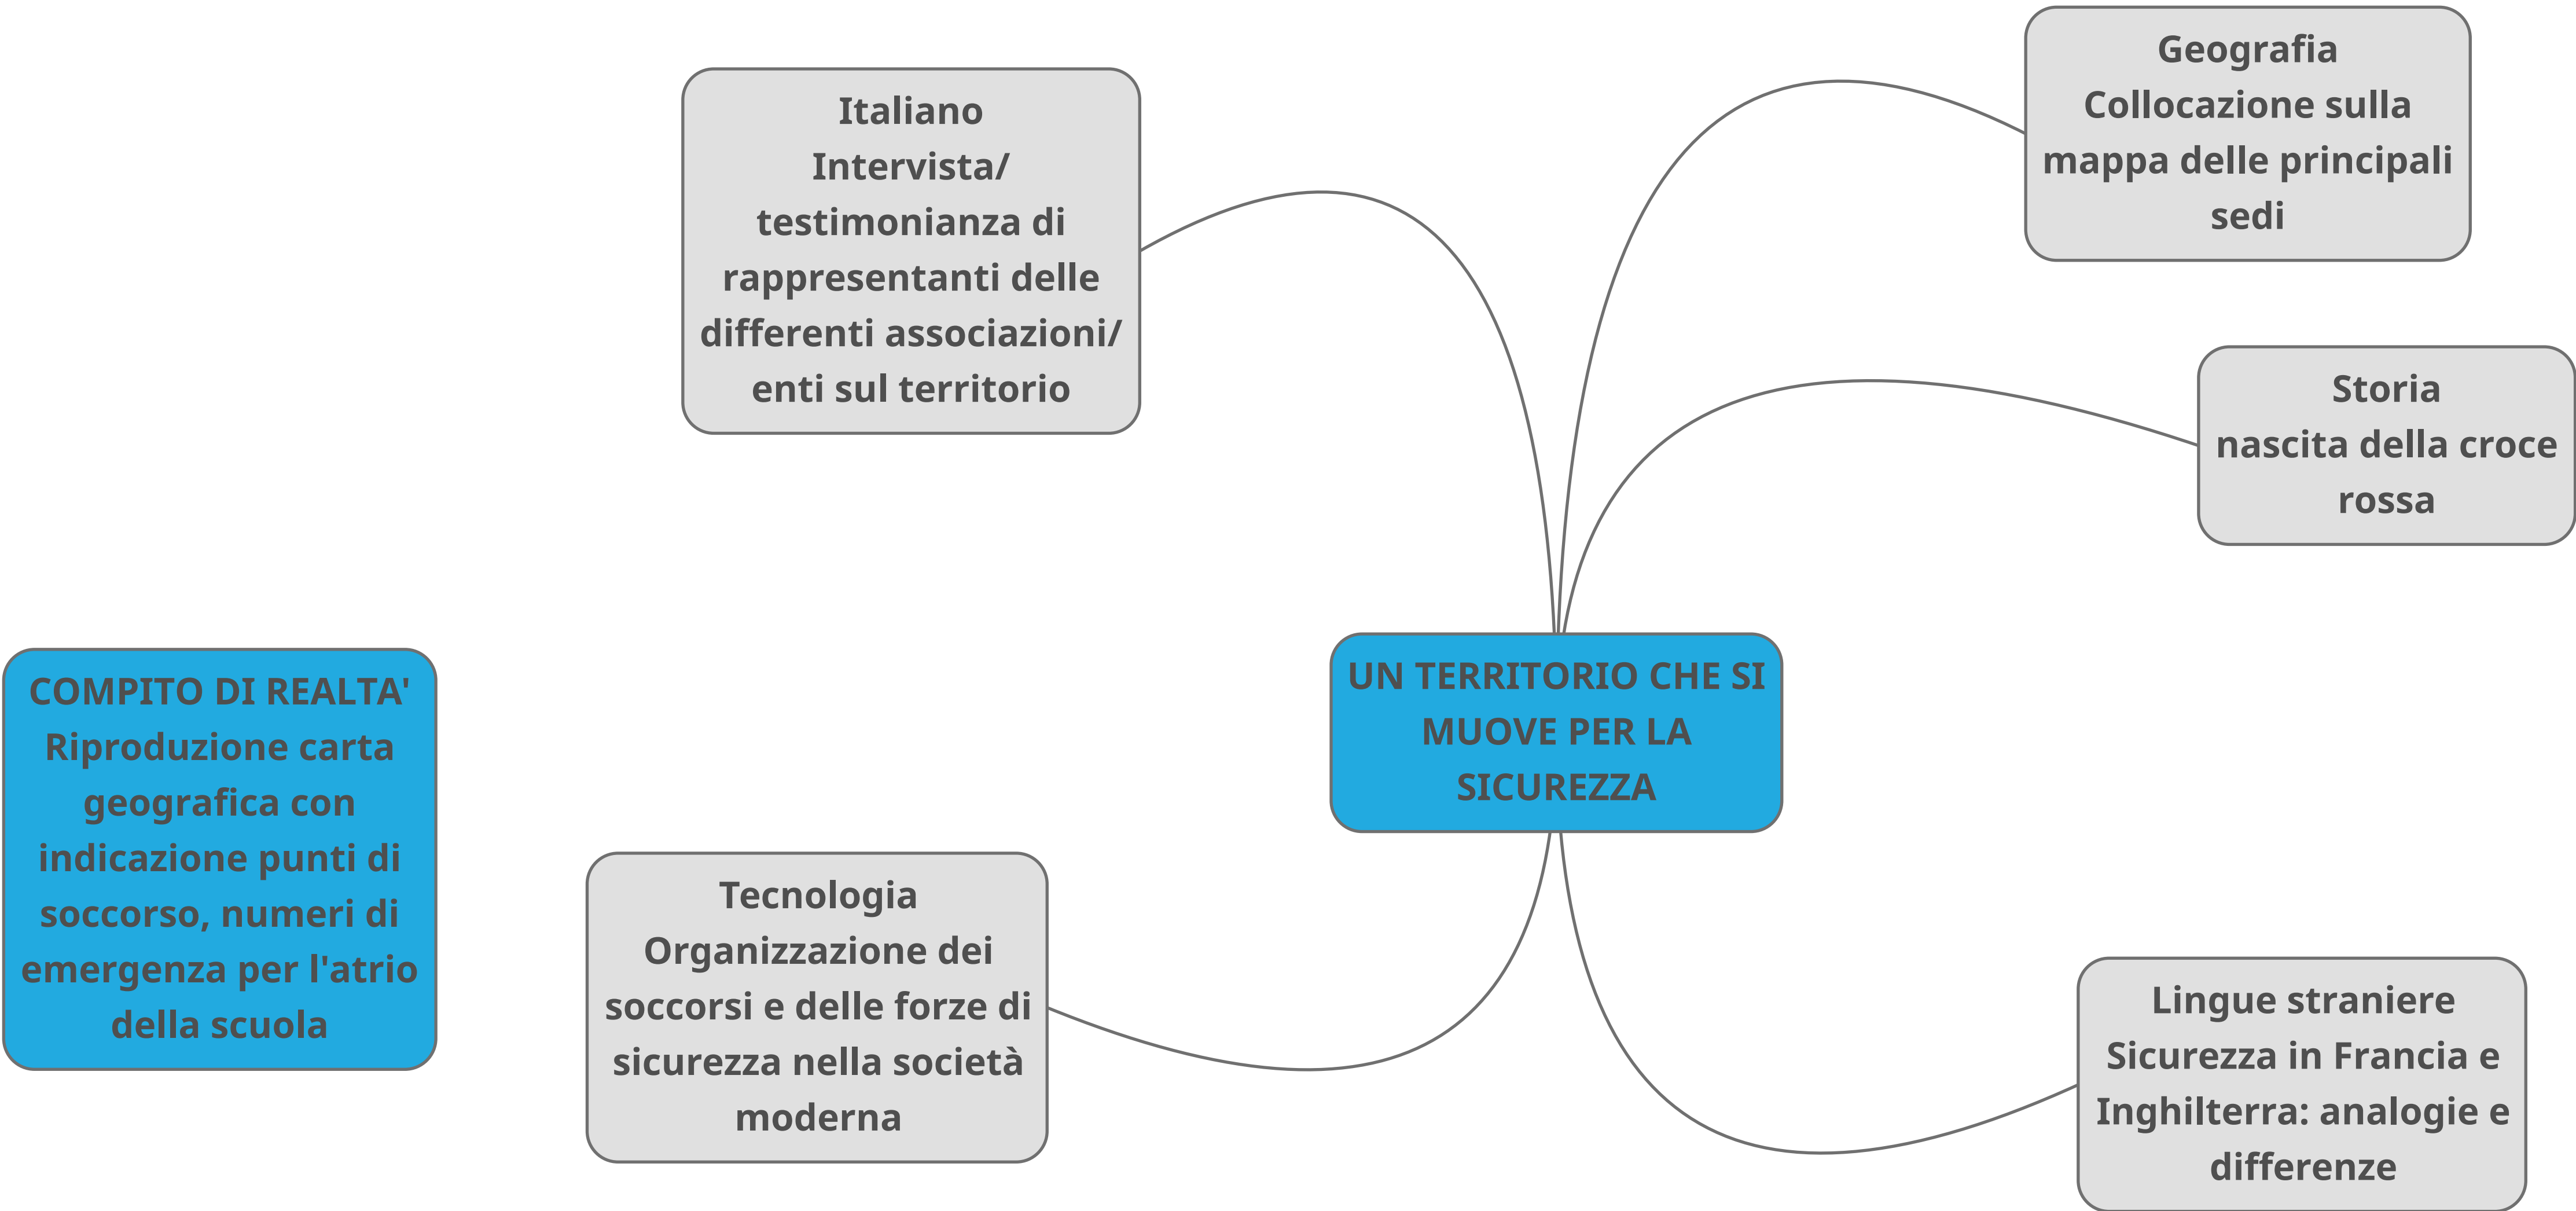 Geografia
Collocazione sulla
mappa delle principali
sedi
Italiano
Intervista/
testimonianza di
rappresentanti delle
differenti associazioni/
enti sul territorio
Storia
nascita della croce
rossa
UN TERRITORIO CHE SI
MUOVE PER LA
SICUREZZA
COMPITO DI REALTA'
Riproduzione carta
geografica con
indicazione punti di
soccorso, numeri di
emergenza per l'atrio
della scuola
Tecnologia
Organizzazione dei
soccorsi e delle forze di
sicurezza nella società
moderna
Lingue straniere
Sicurezza in Francia e
Inghilterra: analogie e
differenze